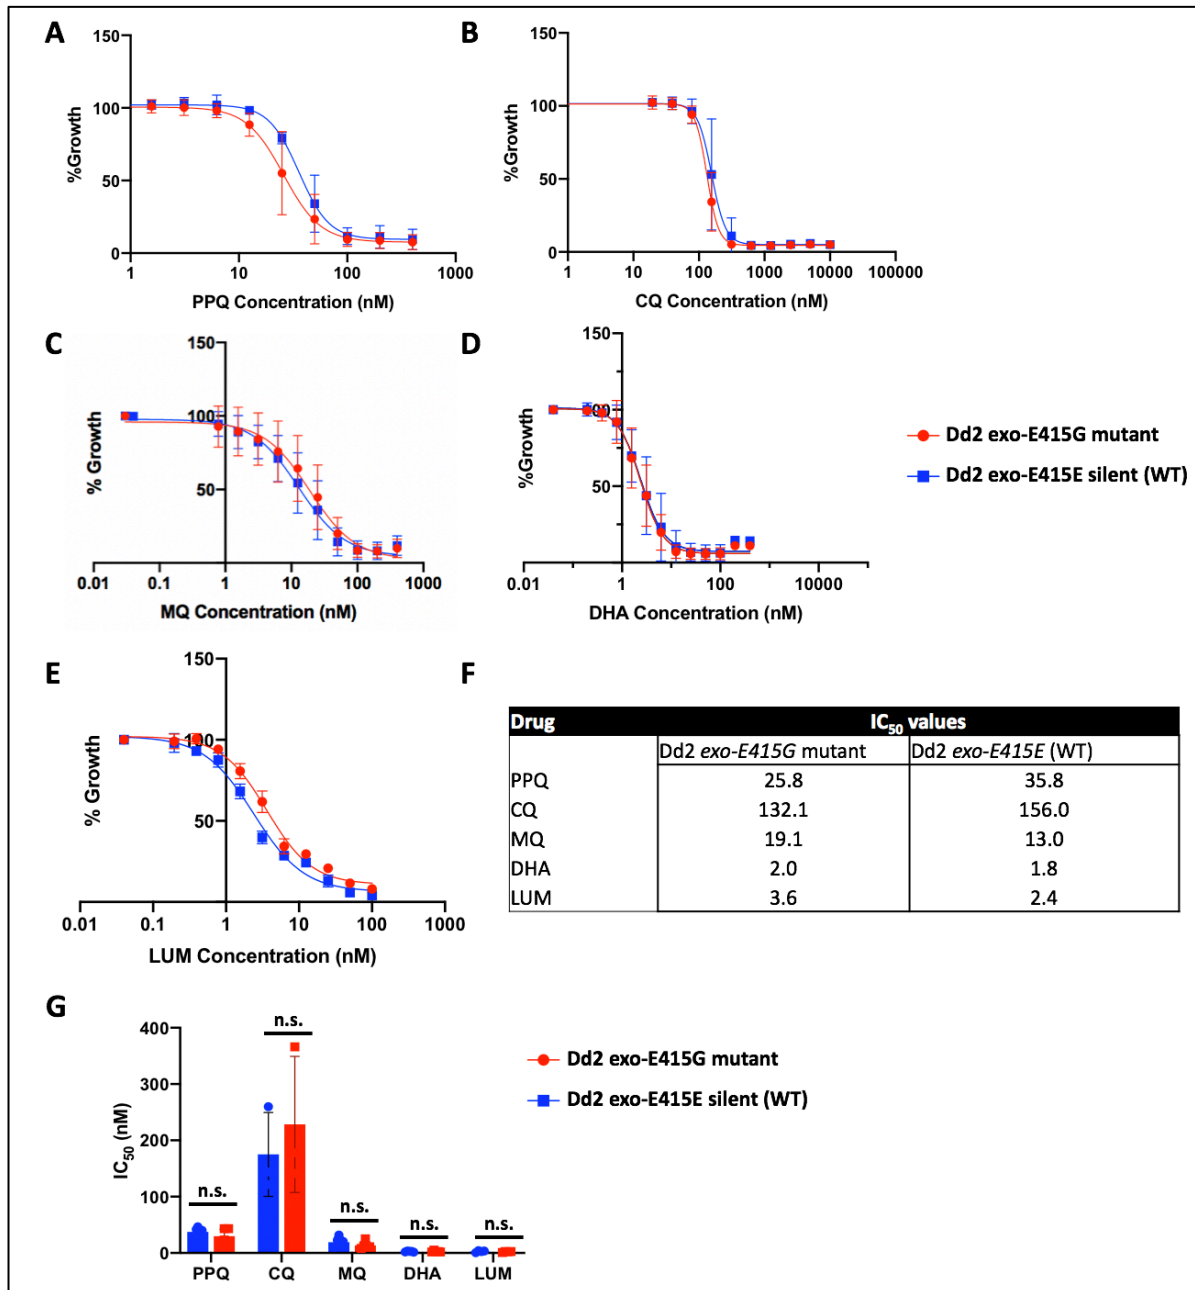 A
150
100
50
0
%Growth
1
10
100
1000
PPQ Concentration (nM)
B
150
100
50
0
%Growth
1
10
100
1000
10000
100000
CQ Concentration (nM)
C
150
100
50
% Growth
0.01
0.1
1
10
100
1000
MQ Concentration (nM)
D
150
100
50
%Growth
0.01
1
100
10000
DHA Concentration (nM)
Dd2 exo-E415G mutant
Dd2 exo-E415E silent (WT)
E
150
100
50
% Growth
0.01
0.1
1
10
100
1000
LUM Concentration (nM)
F
Drug IC50 values
Dd2 exo-E415G mutant Dd2 exo-E415E (WT)
PPQ 25.8 35.8
CQ 132.1 156.0
MQ 19.1 13.0
DHA 2.0 1.8
LUM 3.6 2.4
G
400
300
200
100
0
IC50 (nM)
n.s.
n.s.
n.s.
n.s.
n.s.
PPQ CQ MQ DHA LUM
Dd2 exo-E415G mutant
Dd2 exo-E415E silent (WT)